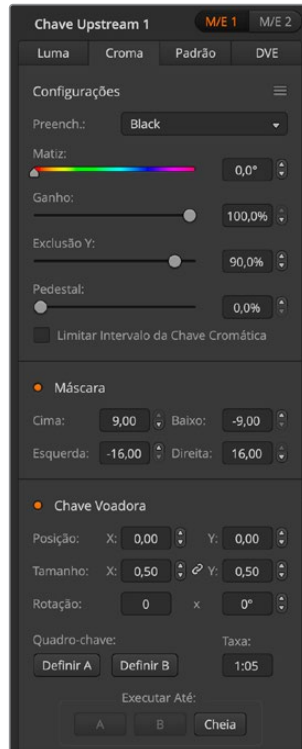 Chave Upstream 1 M/E 1 M/E 2
Luma Croma Padrão DVE
Configurações
Preench.: Black
Matiz:
0,0°
Ganho:
100,0%
Exclusão Y:
90,0%
Pedestal:
0,0%
Limitar Intervalo da Chave Cromática
Máscara
Cima: 9,00 Baixo: -9,00
Esquerda: -16,00 Direita: 16,00
Chave Voadora
Posição: X: 0,00 Y: 0,00
Tamanho: X: 0,50 Y: 0,50
Rotação: 0 x 0°
Quadro-chave: Taxa:
Definir A Definir B 1:05
Executar Até:
A B Cheia